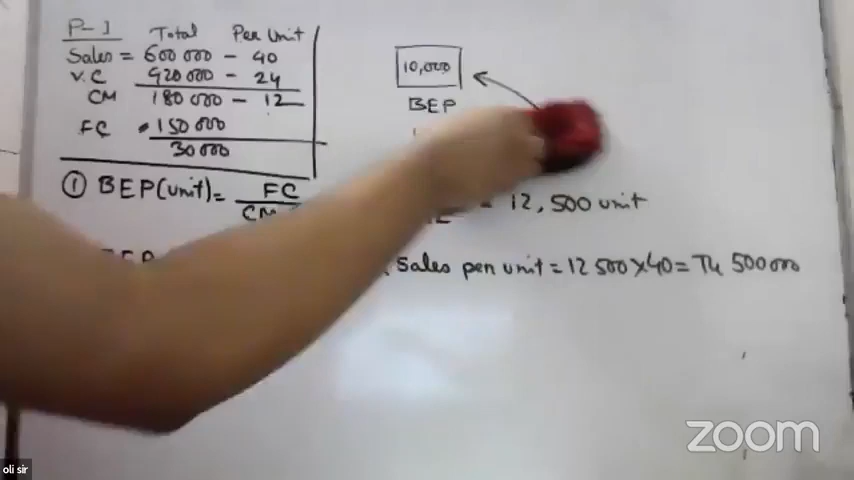 P-1 Total Per Unit
Sales = 600 000 - 40
V.C 420 000 - 24
CM 180 000 - 12
FC 150 000
30 000
10,000
BEP
① BEP(unit) = FC
CM
= 12,500 unit
BEP
Sales per unit = 12 500 X 40 = Tk 500 000
zoom
oli sir